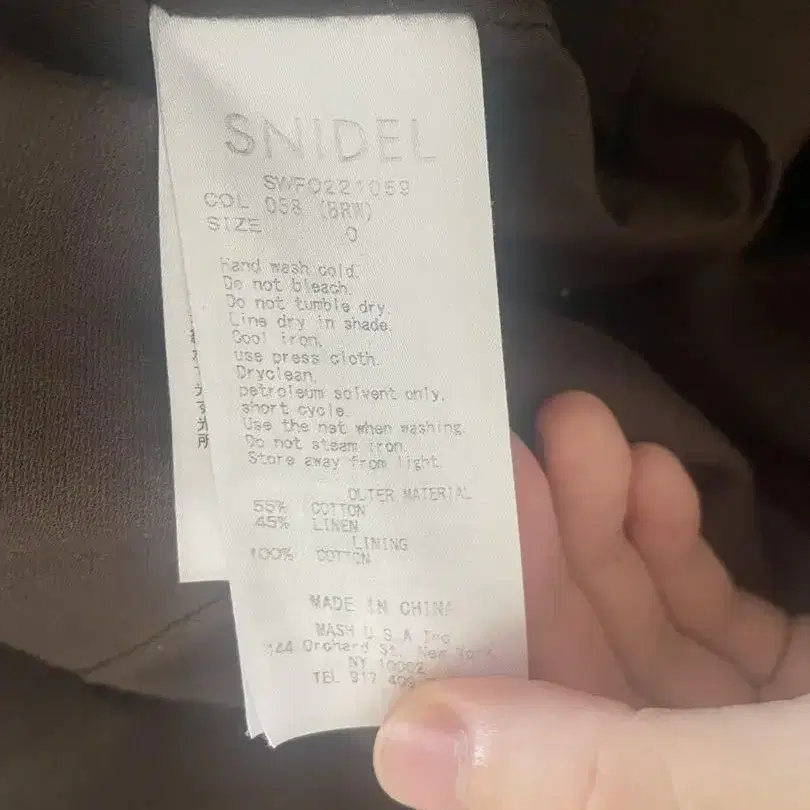 SNIDEL
SWFO221059
COL 058 (BRW)
SIZE 0
Hand wash cold.
Do not bleach.
Do not tumble dry.
Line dry in shade.
Cool iron.
use press cloth.
Dryclean.
petroleum solvent only.
short cycle.
Use the net when washing.
Do not steam iron.
Store away from light.
OUTER MATERIAL
55% COTTON
45% LINEN
LINING
100% COTTON
MADE IN CHINA
MASH U.S.A Inc
144 Orchard St. New York
NY 10002
TEL 917 409